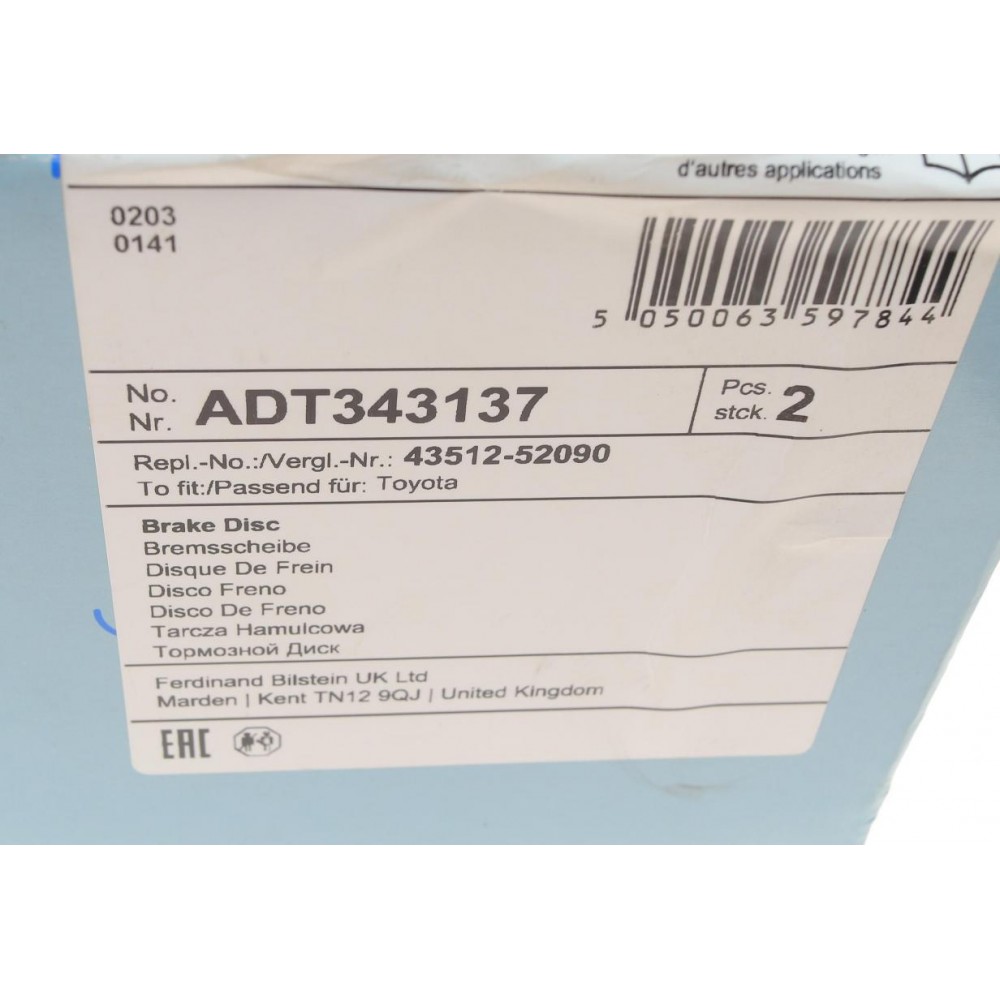 d'autres applications
0203
0141
5 050063 597844
No.
Nr. ADT343137
Pcs.
stck. 2
Repl.-No.:/Vergl.-Nr.: 43512-52090
To fit:/Passend für: Toyota
Brake Disc
Bremsscheibe
Disque De Frein
Disco Freno
Disco De Freno
Tarcza Hamulcowa
Тормозной Диск
Ferdinand Bilstein UK Ltd
Marden | Kent TN12 9QJ | United Kingdom
EAC